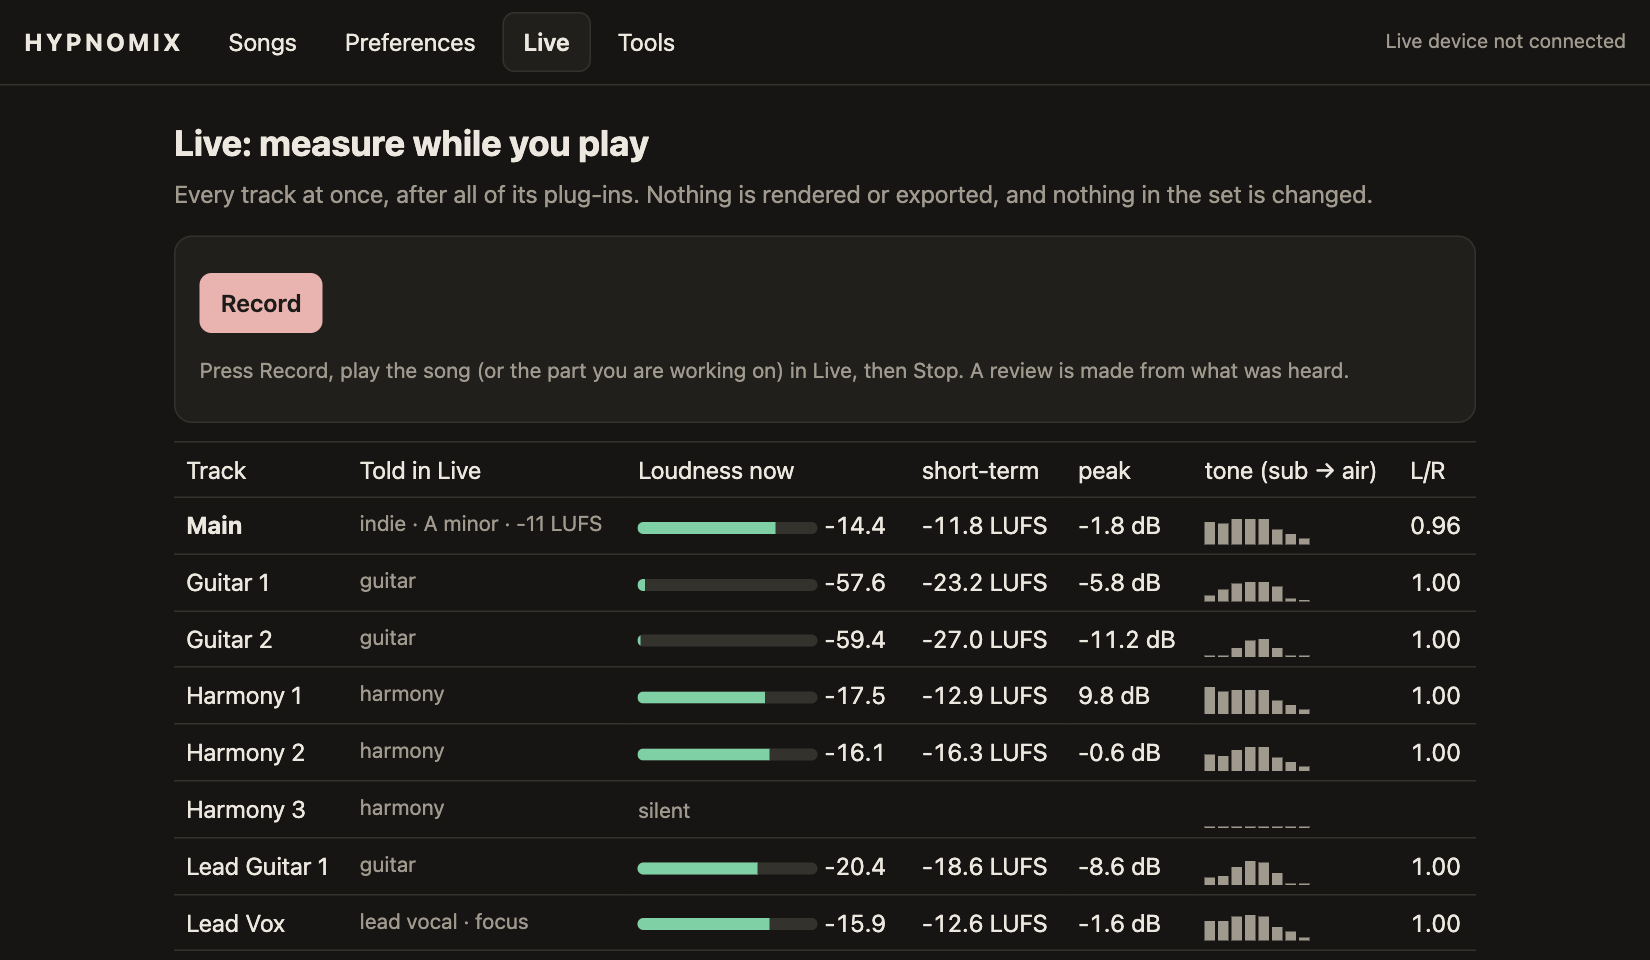 HYPNOMIX Songs Preferences Live Tools Live device not connected
Live: measure while you play
Every track at once, after all of its plug-ins. Nothing is rendered or exported, and nothing in the set is changed.
Record
Press Record, play the song (or the part you are working on) in Live, then Stop. A review is made from what was heard.
Track Told in Live Loudness now short-term peak tone (sub → air) L/R
Main indie · A minor · -11 LUFS -14.4 -11.8 LUFS -1.8 dB 0.96
Guitar 1 guitar -57.6 -23.2 LUFS -5.8 dB 1.00
Guitar 2 guitar -59.4 -27.0 LUFS -11.2 dB 1.00
Harmony 1 harmony -17.5 -12.9 LUFS 9.8 dB 1.00
Harmony 2 harmony -16.1 -16.3 LUFS -0.6 dB 1.00
Harmony 3 harmony silent
Lead Guitar 1 guitar -20.4 -18.6 LUFS -8.6 dB 1.00
Lead Vox lead vocal · focus -15.9 -12.6 LUFS -1.6 dB 1.00